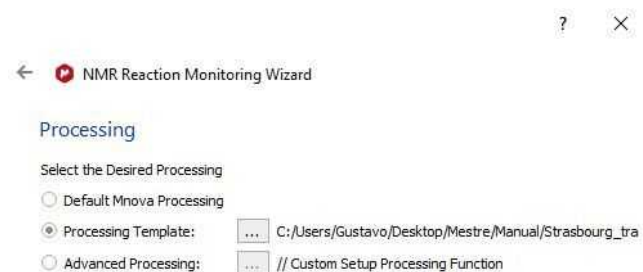 ?
NMR Reaction Monitoring Wizard
Processing
Select the Desired Processing
Default Mnova Processing
Processing Template: ... C:/Users/Gustavo/Desktop/Mestre/Manual/Strasbourg_tra
Advanced Processing: ... // Custom Setup Processing Function